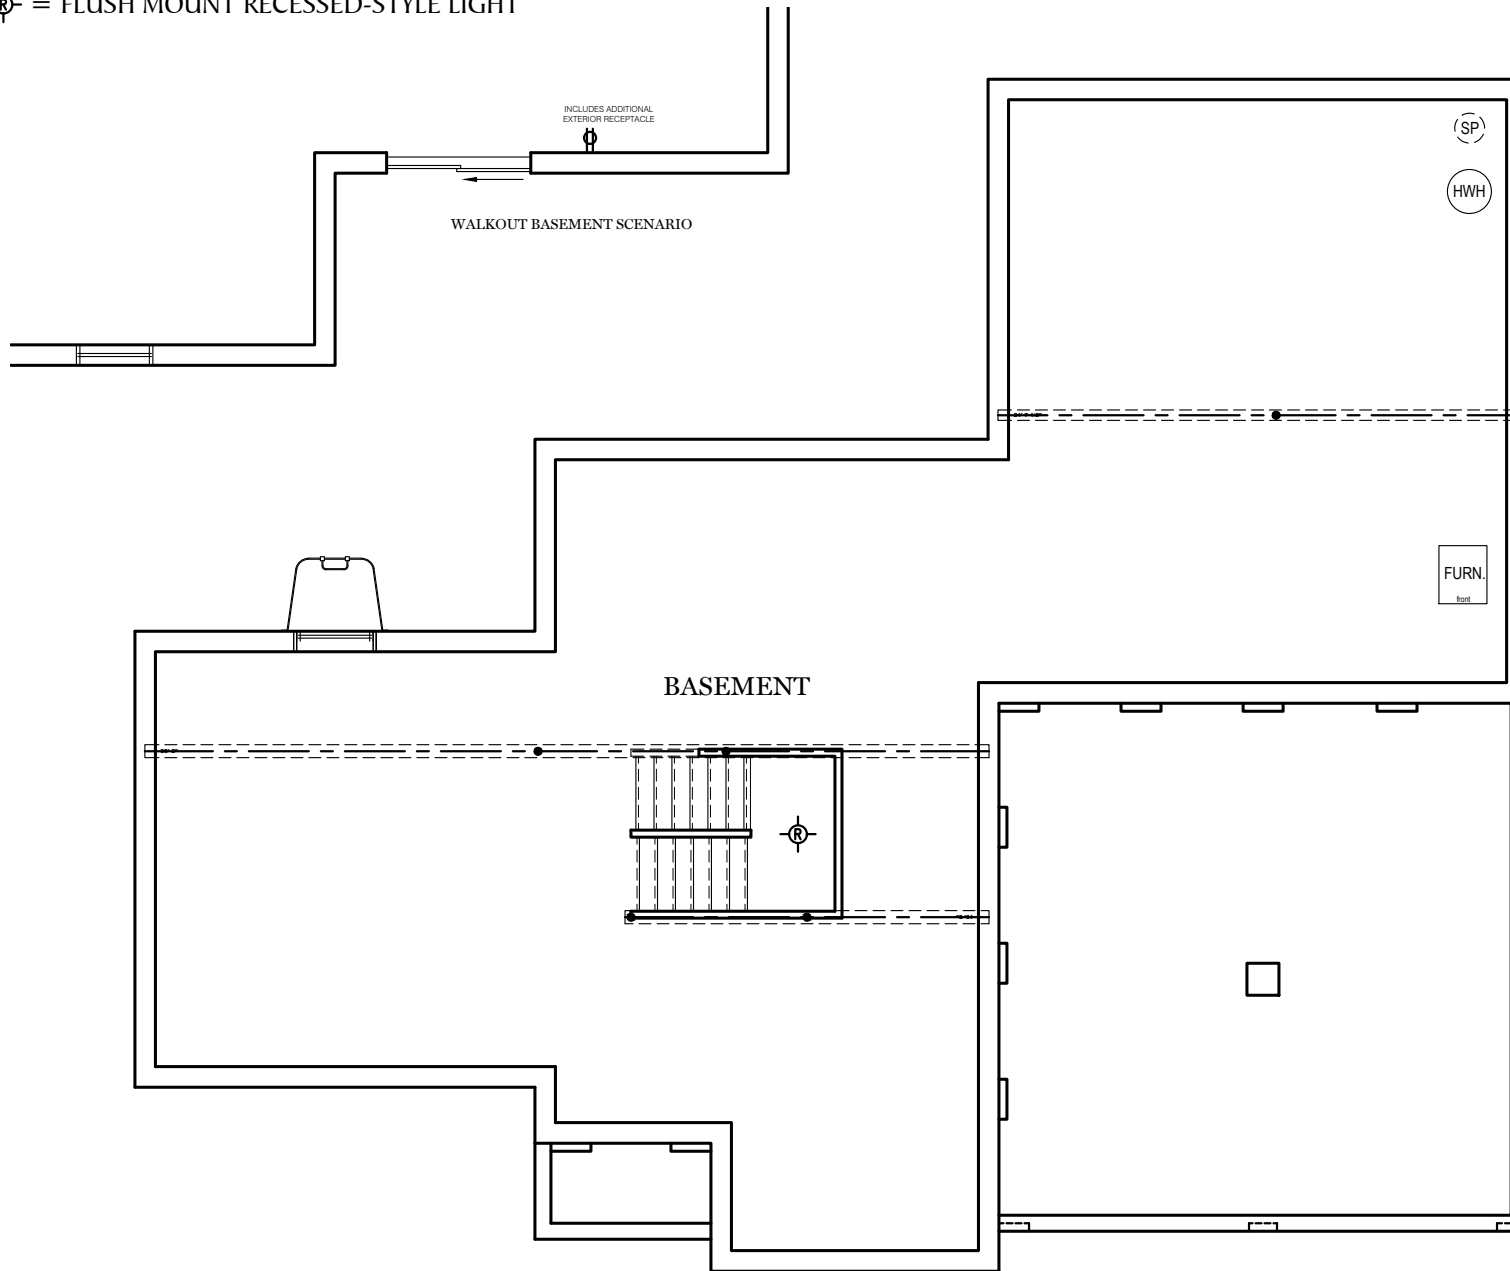 R = FLUSH MOUNT RECESSED-STYLE LIGHT
INCLUDES ADDITIONAL
EXTERIOR RECEPTACLE
WALKOUT BASEMENT SCENARIO
SP
HWH
FURN.
front
BASEMENT
R